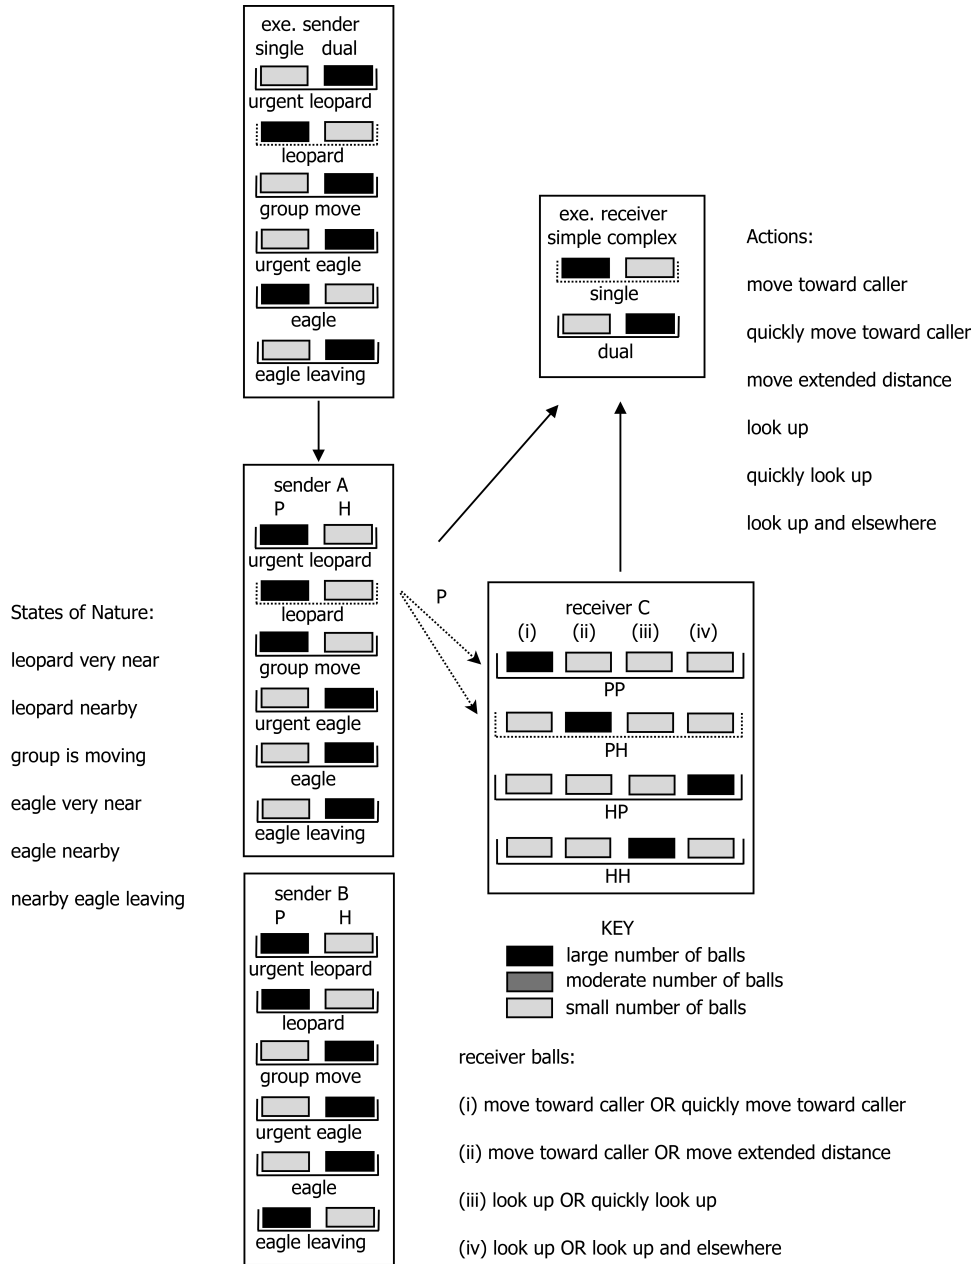 exe. sender
single dual
urgent leopard
leopard
group move
urgent eagle
eagle
eagle leaving
exe. receiver
simple complex
single
dual
Actions:
move toward caller
quickly move toward caller
move extended distance
look up
quickly look up
look up and elsewhere
States of Nature:
leopard very near
leopard nearby
group is moving
eagle very near
eagle nearby
nearby eagle leaving
sender A
P H
urgent leopard
leopard
group move
urgent eagle
eagle
eagle leaving
P
receiver C
(i) (ii) (iii) (iv)
PP
PH
HP
HH
sender B
P H
urgent leopard
leopard
group move
urgent eagle
eagle
eagle leaving
KEY
large number of balls
moderate number of balls
small number of balls
receiver balls:
(i) move toward caller OR quickly move toward caller
(ii) move toward caller OR move extended distance
(iii) look up OR quickly look up
(iv) look up OR look up and elsewhere